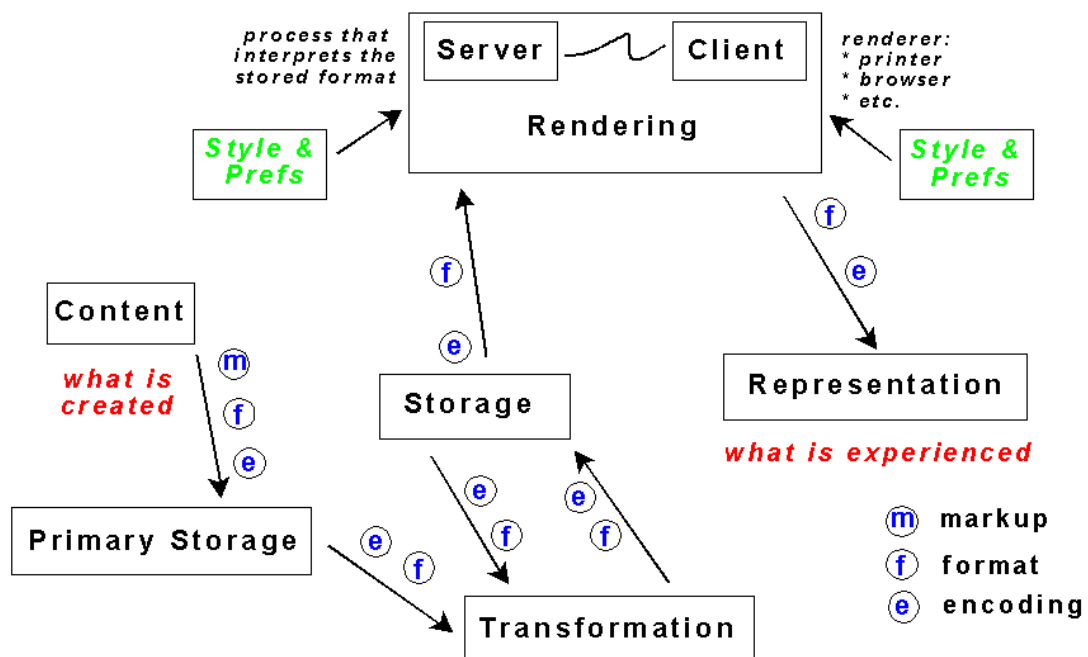 process that
interprets the
stored format
Server
Client
Rendering
renderer:
* printer
* browser
* etc.
Style &
Prefs
Style &
Prefs
f
e
f
e
Content
what is
created
m
f
e
Storage
Representation
what is experienced
Primary Storage
e
f
e
f
e
f
Transformation
m markup
f format
e encoding